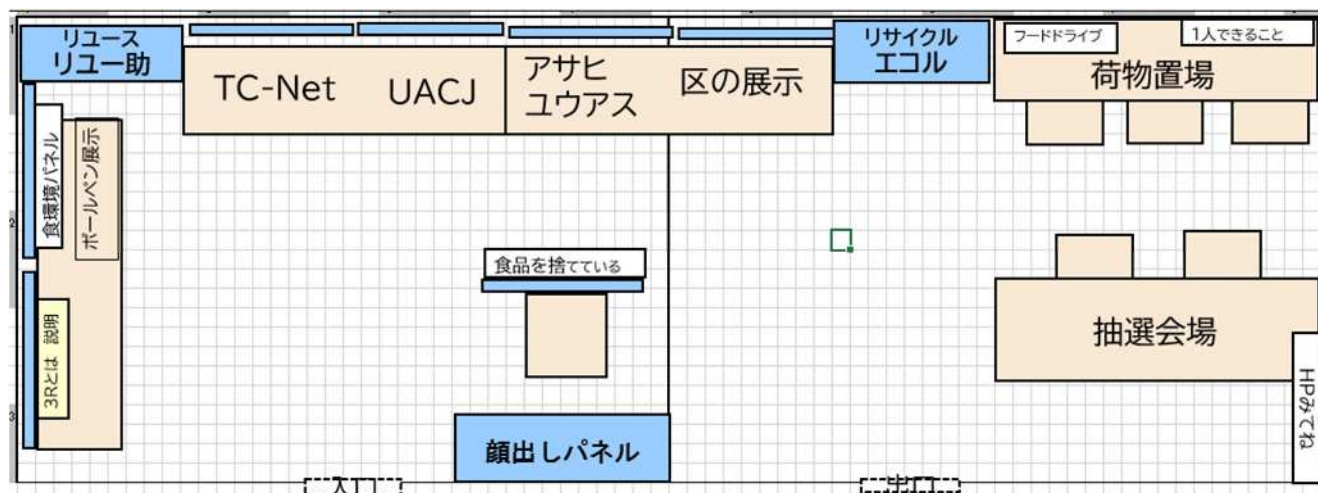 リユース
リユー助
TC-Net
UACJ
アサヒ
ユウアス
区の展示
リサイクル
エコル
フードドライブ
1人できること
荷物置場
食環境パネル
ボールペン展示
3Rとは 説明
食品を捨てている
抽選会場
HPみてね
顔出しパネル
入口
出口
1
2
3